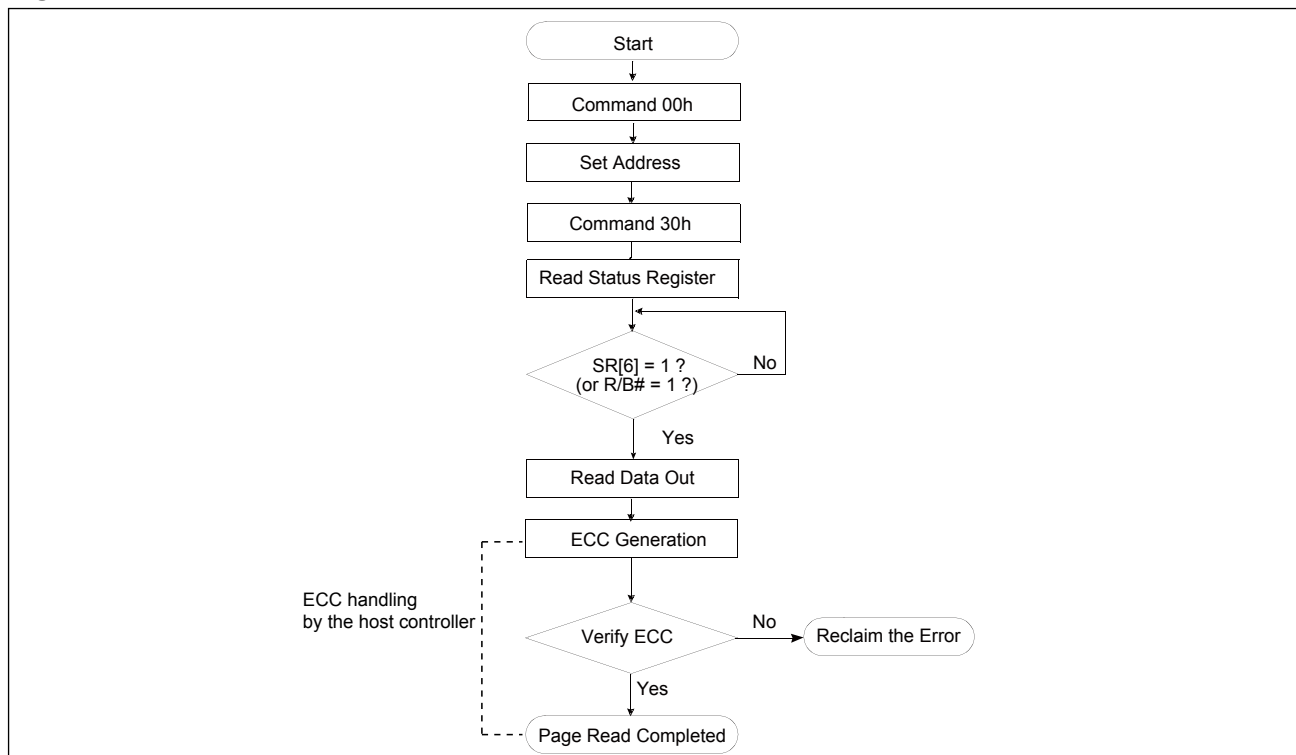 Start
Command 00h
Set Address
Command 30h
Read Status Register
SR[6] = 1 ?
(or R/B# = 1 ?)
No
Yes
Read Data Out
ECC Generation
ECC handling
by the host controller
Verify ECC
No
Reclaim the Error
Yes
Page Read Completed